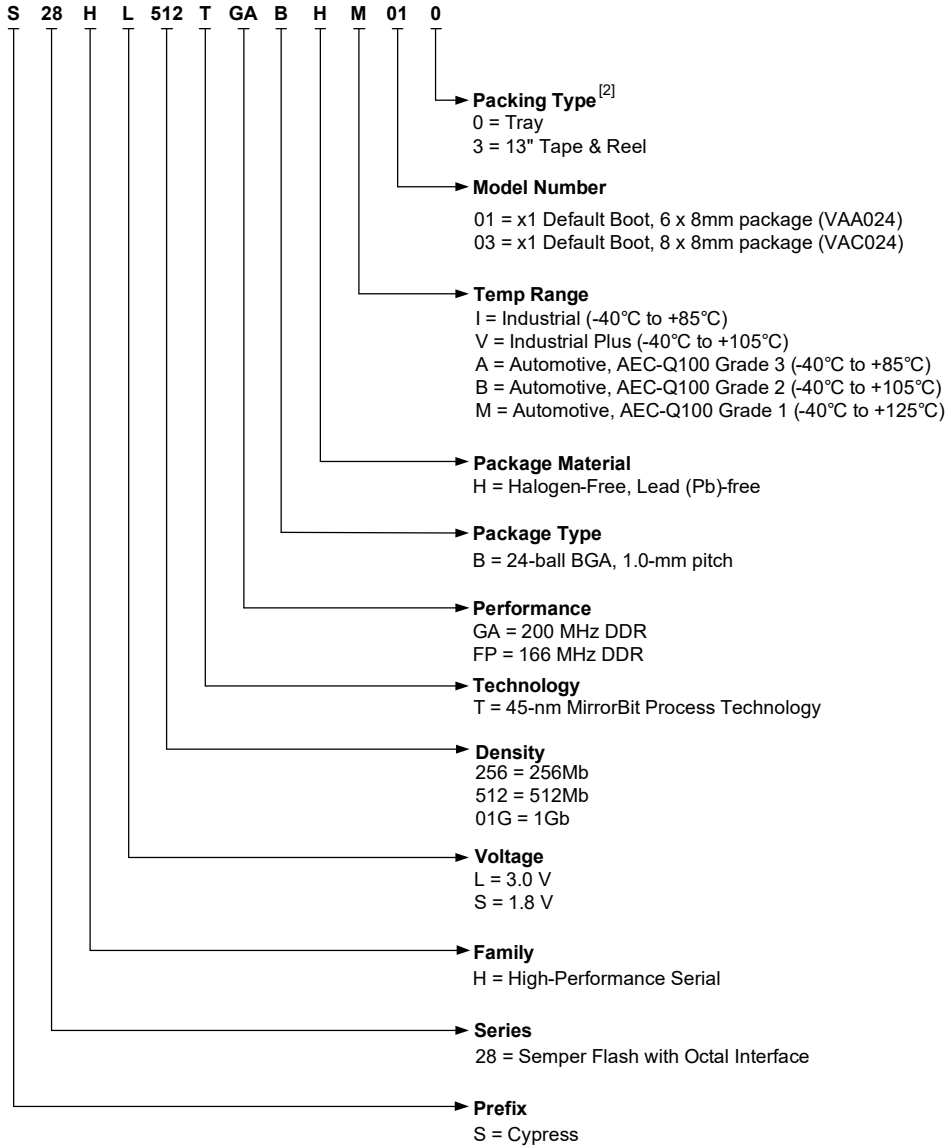 S 28 H L 512 T GA B H M 01 0
Packing Type [2]
0 = Tray
3 = 13" Tape & Reel
Model Number
01 = x1 Default Boot, 6 x 8mm package (VAA024)
03 = x1 Default Boot, 8 x 8mm package (VAC024)
Temp Range
I = Industrial (-40°C to +85°C)
V = Industrial Plus (-40°C to +105°C)
A = Automotive, AEC-Q100 Grade 3 (-40°C to +85°C)
B = Automotive, AEC-Q100 Grade 2 (-40°C to +105°C)
M = Automotive, AEC-Q100 Grade 1 (-40°C to +125°C)
Package Material
H = Halogen-Free, Lead (Pb)-free
Package Type
B = 24-ball BGA, 1.0-mm pitch
Performance
GA = 200 MHz DDR
FP = 166 MHz DDR
Technology
T = 45-nm MirrorBit Process Technology
Density
256 = 256Mb
512 = 512Mb
01G = 1Gb
Voltage
L = 3.0 V
S = 1.8 V
Family
H = High-Performance Serial
Series
28 = Semper Flash with Octal Interface
Prefix
S = Cypress